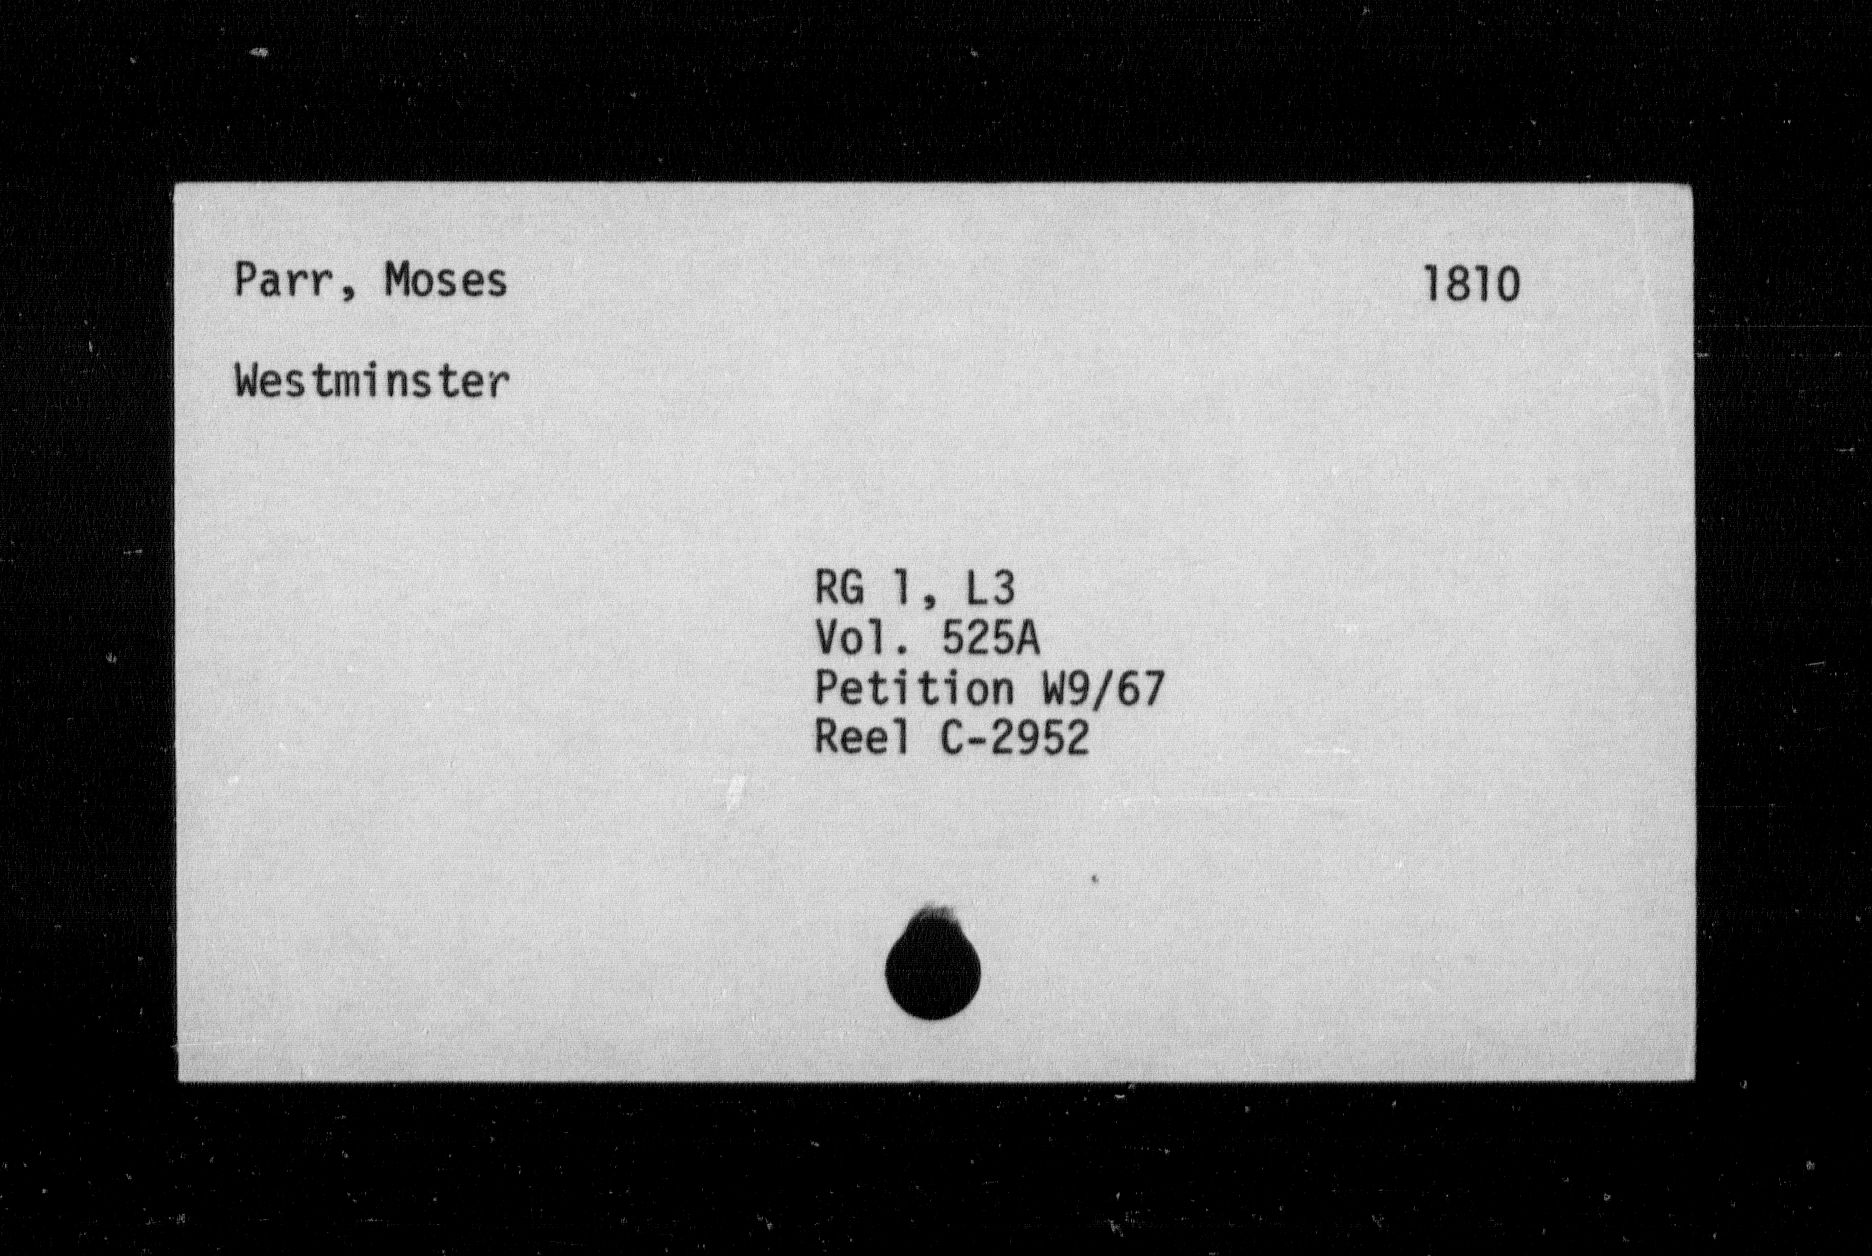 Parr, Moses 1810
Westminster
RG 1, L3
Vol. 525A
Petition W9/67
Reel C-2952